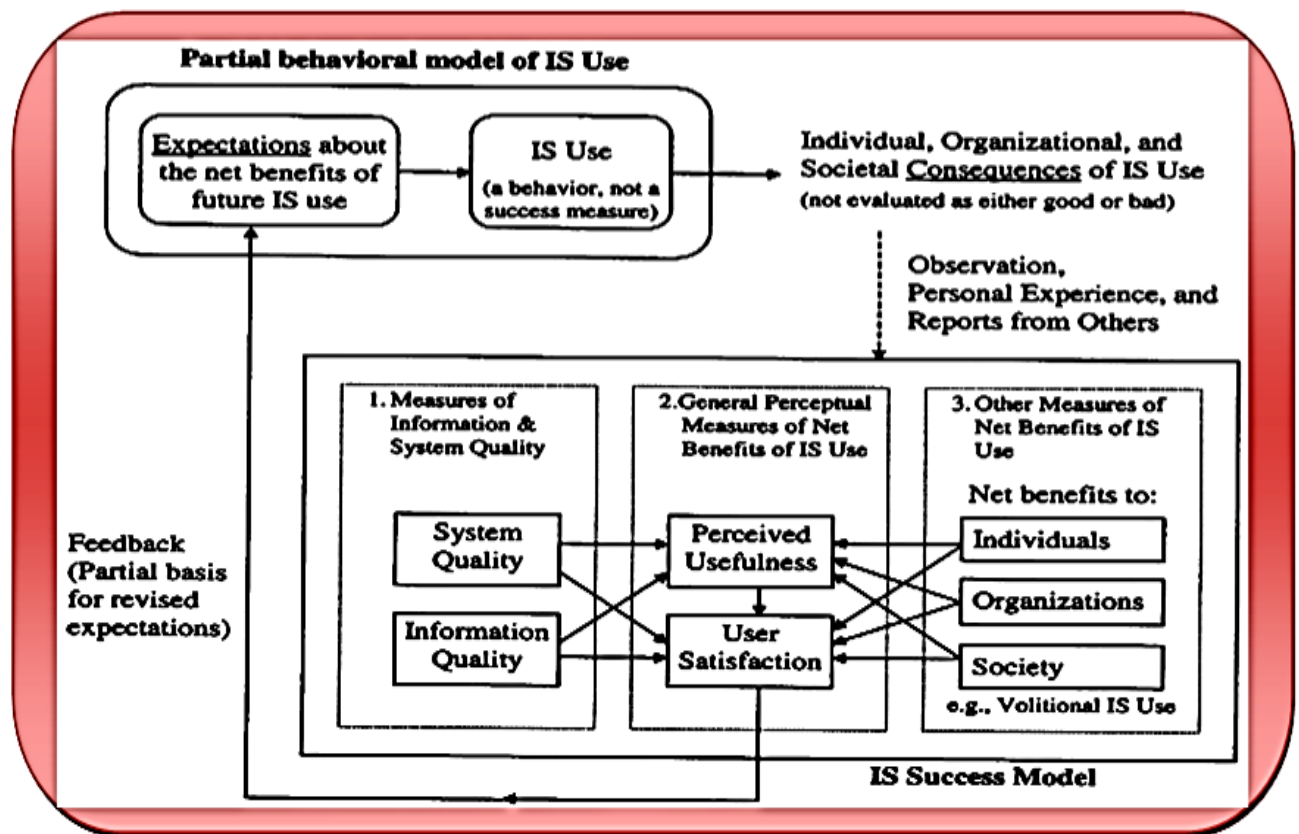 Partial behavioral model of IS Use
Expectations about
the net benefits of
future IS use
IS Use
(a behavior, not a
success measure)
Individual, Organizational, and
Societal Consequences of IS Use
(not evaluated as either good or bad)
Observation,
Personal Experience, and
Reports from Others
1. Measures of
Information &
System Quality
2.General Perceptual
Measures of Net
Benefits of IS Use
3. Other Measures of
Net Benefits of IS
Use
Net benefits to:
System
Quality
Information
Quality
Perceived
Usefulness
User
Satisfaction
Individuals
Organizations
Society
e.g., Volitional IS Use
Feedback
(Partial basis
for revised
expectations)
IS Success Model